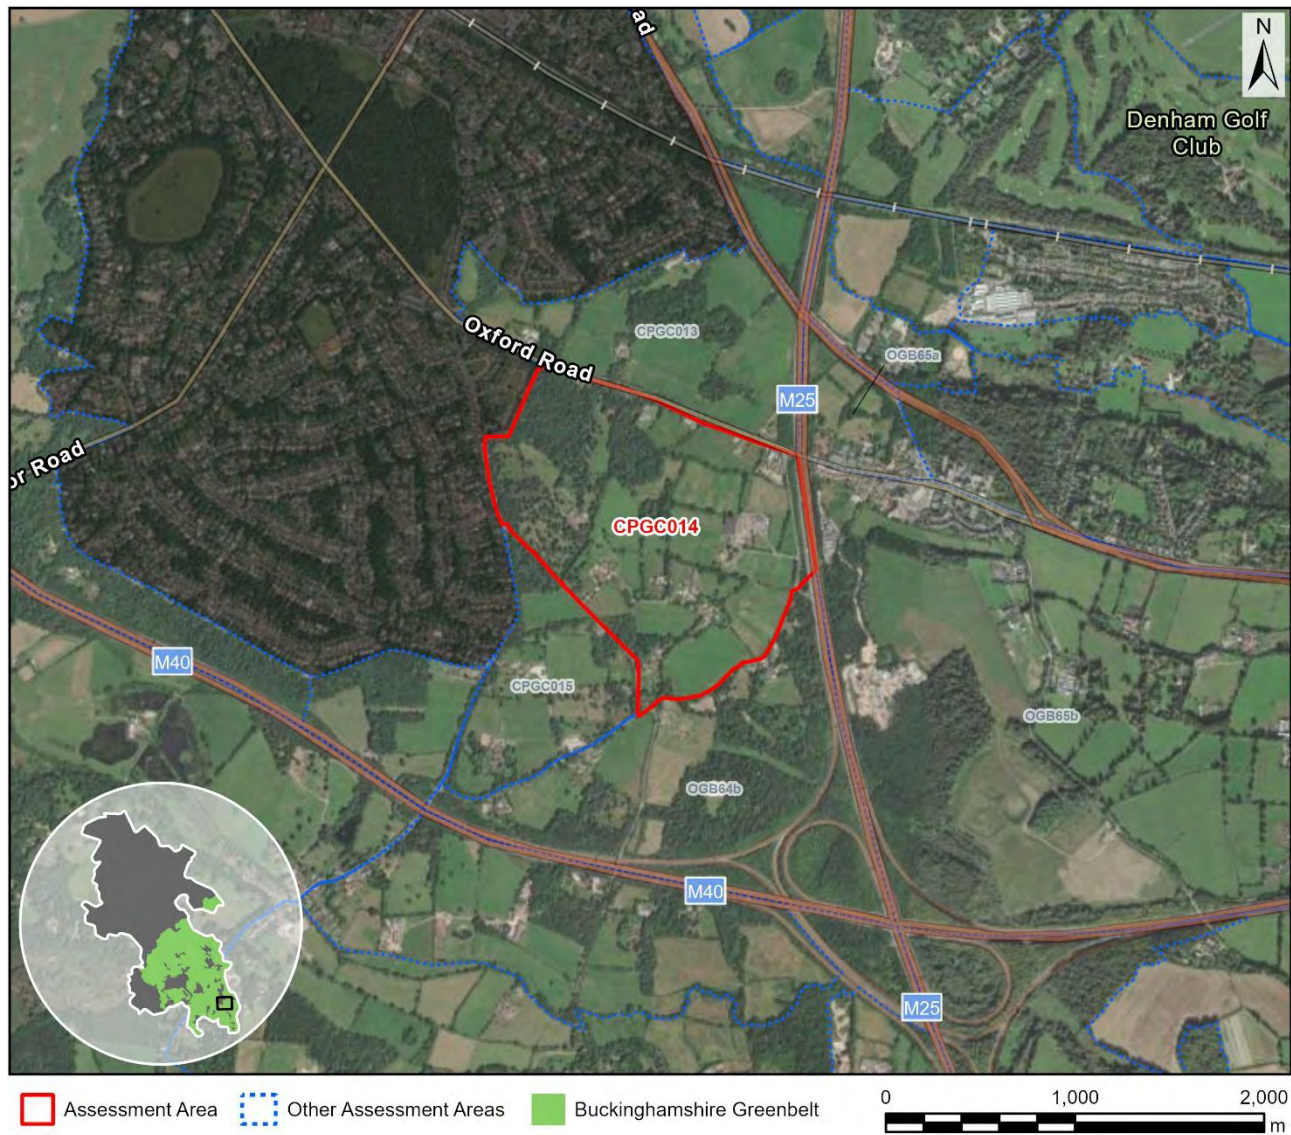 ad
N
Denham Golf
Club
Oxford Road
CPGC013
OGB65a
M25
or Road
CPGC014
M40
CPGC015
OGB65b
OGB64b
M40
M25
Assessment Area
Other Assessment Areas
Buckinghamshire Greenbelt
0
1,000
2,000
m